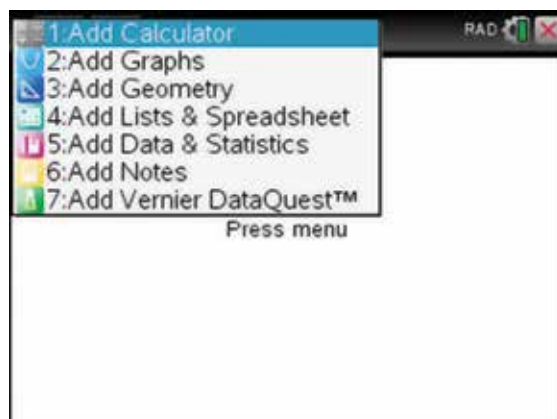 1:Add Calculator
RAD
2:Add Graphs
3:Add Geometry
4:Add Lists & Spreadsheet
5:Add Data & Statistics
6:Add Notes
7:Add Vernier DataQuest™
Press menu